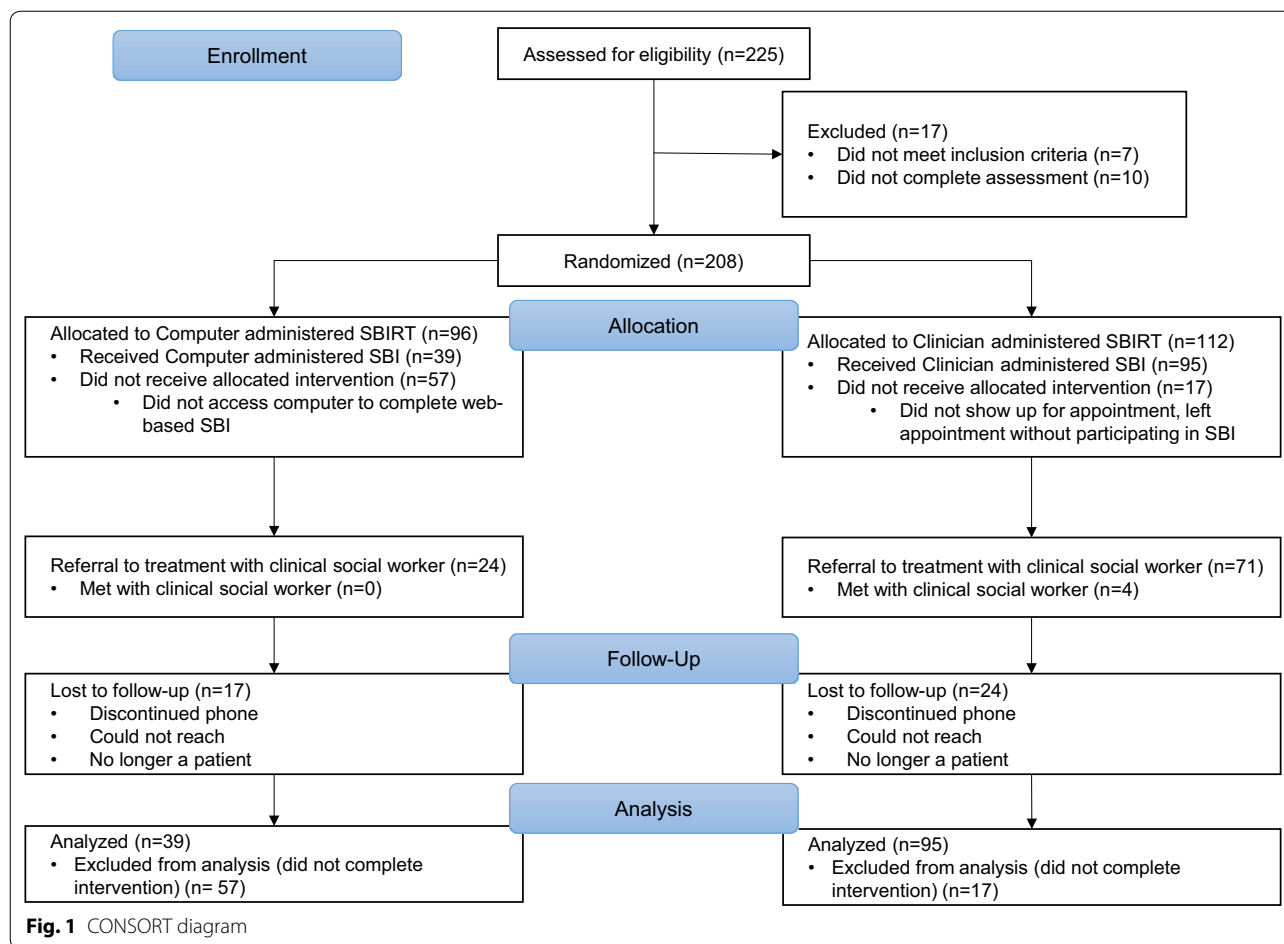 Enrollment
Assessed for eligibility (n=225)
Excluded (n=17)
• Did not meet inclusion criteria (n=7)
• Did not complete assessment (n=10)
Randomized (n=208)
Allocation
Allocated to Computer administered SBIRT (n=96)
• Received Computer administered SBI (n=39)
• Did not receive allocated intervention (n=57)
• Did not access computer to complete web-
based SBI
Allocated to Clinician administered SBIRT (n=112)
• Received Clinician administered SBI (n=95)
• Did not receive allocated intervention (n=17)
• Did not show up for appointment, left
appointment without participating in SBI
Referral to treatment with clinical social worker (n=24)
• Met with clinical social worker (n=0)
Referral to treatment with clinical social worker (n=71)
• Met with clinical social worker (n=4)
Follow-Up
Lost to follow-up (n=17)
• Discontinued phone
• Could not reach
• No longer a patient
Lost to follow-up (n=24)
• Discontinued phone
• Could not reach
• No longer a patient
Analysis
Analyzed (n=39)
• Excluded from analysis (did not complete
intervention) (n= 57)
Analyzed (n=95)
• Excluded from analysis (did not complete
intervention) (n=17)
Fig. 1 CONSORT diagram